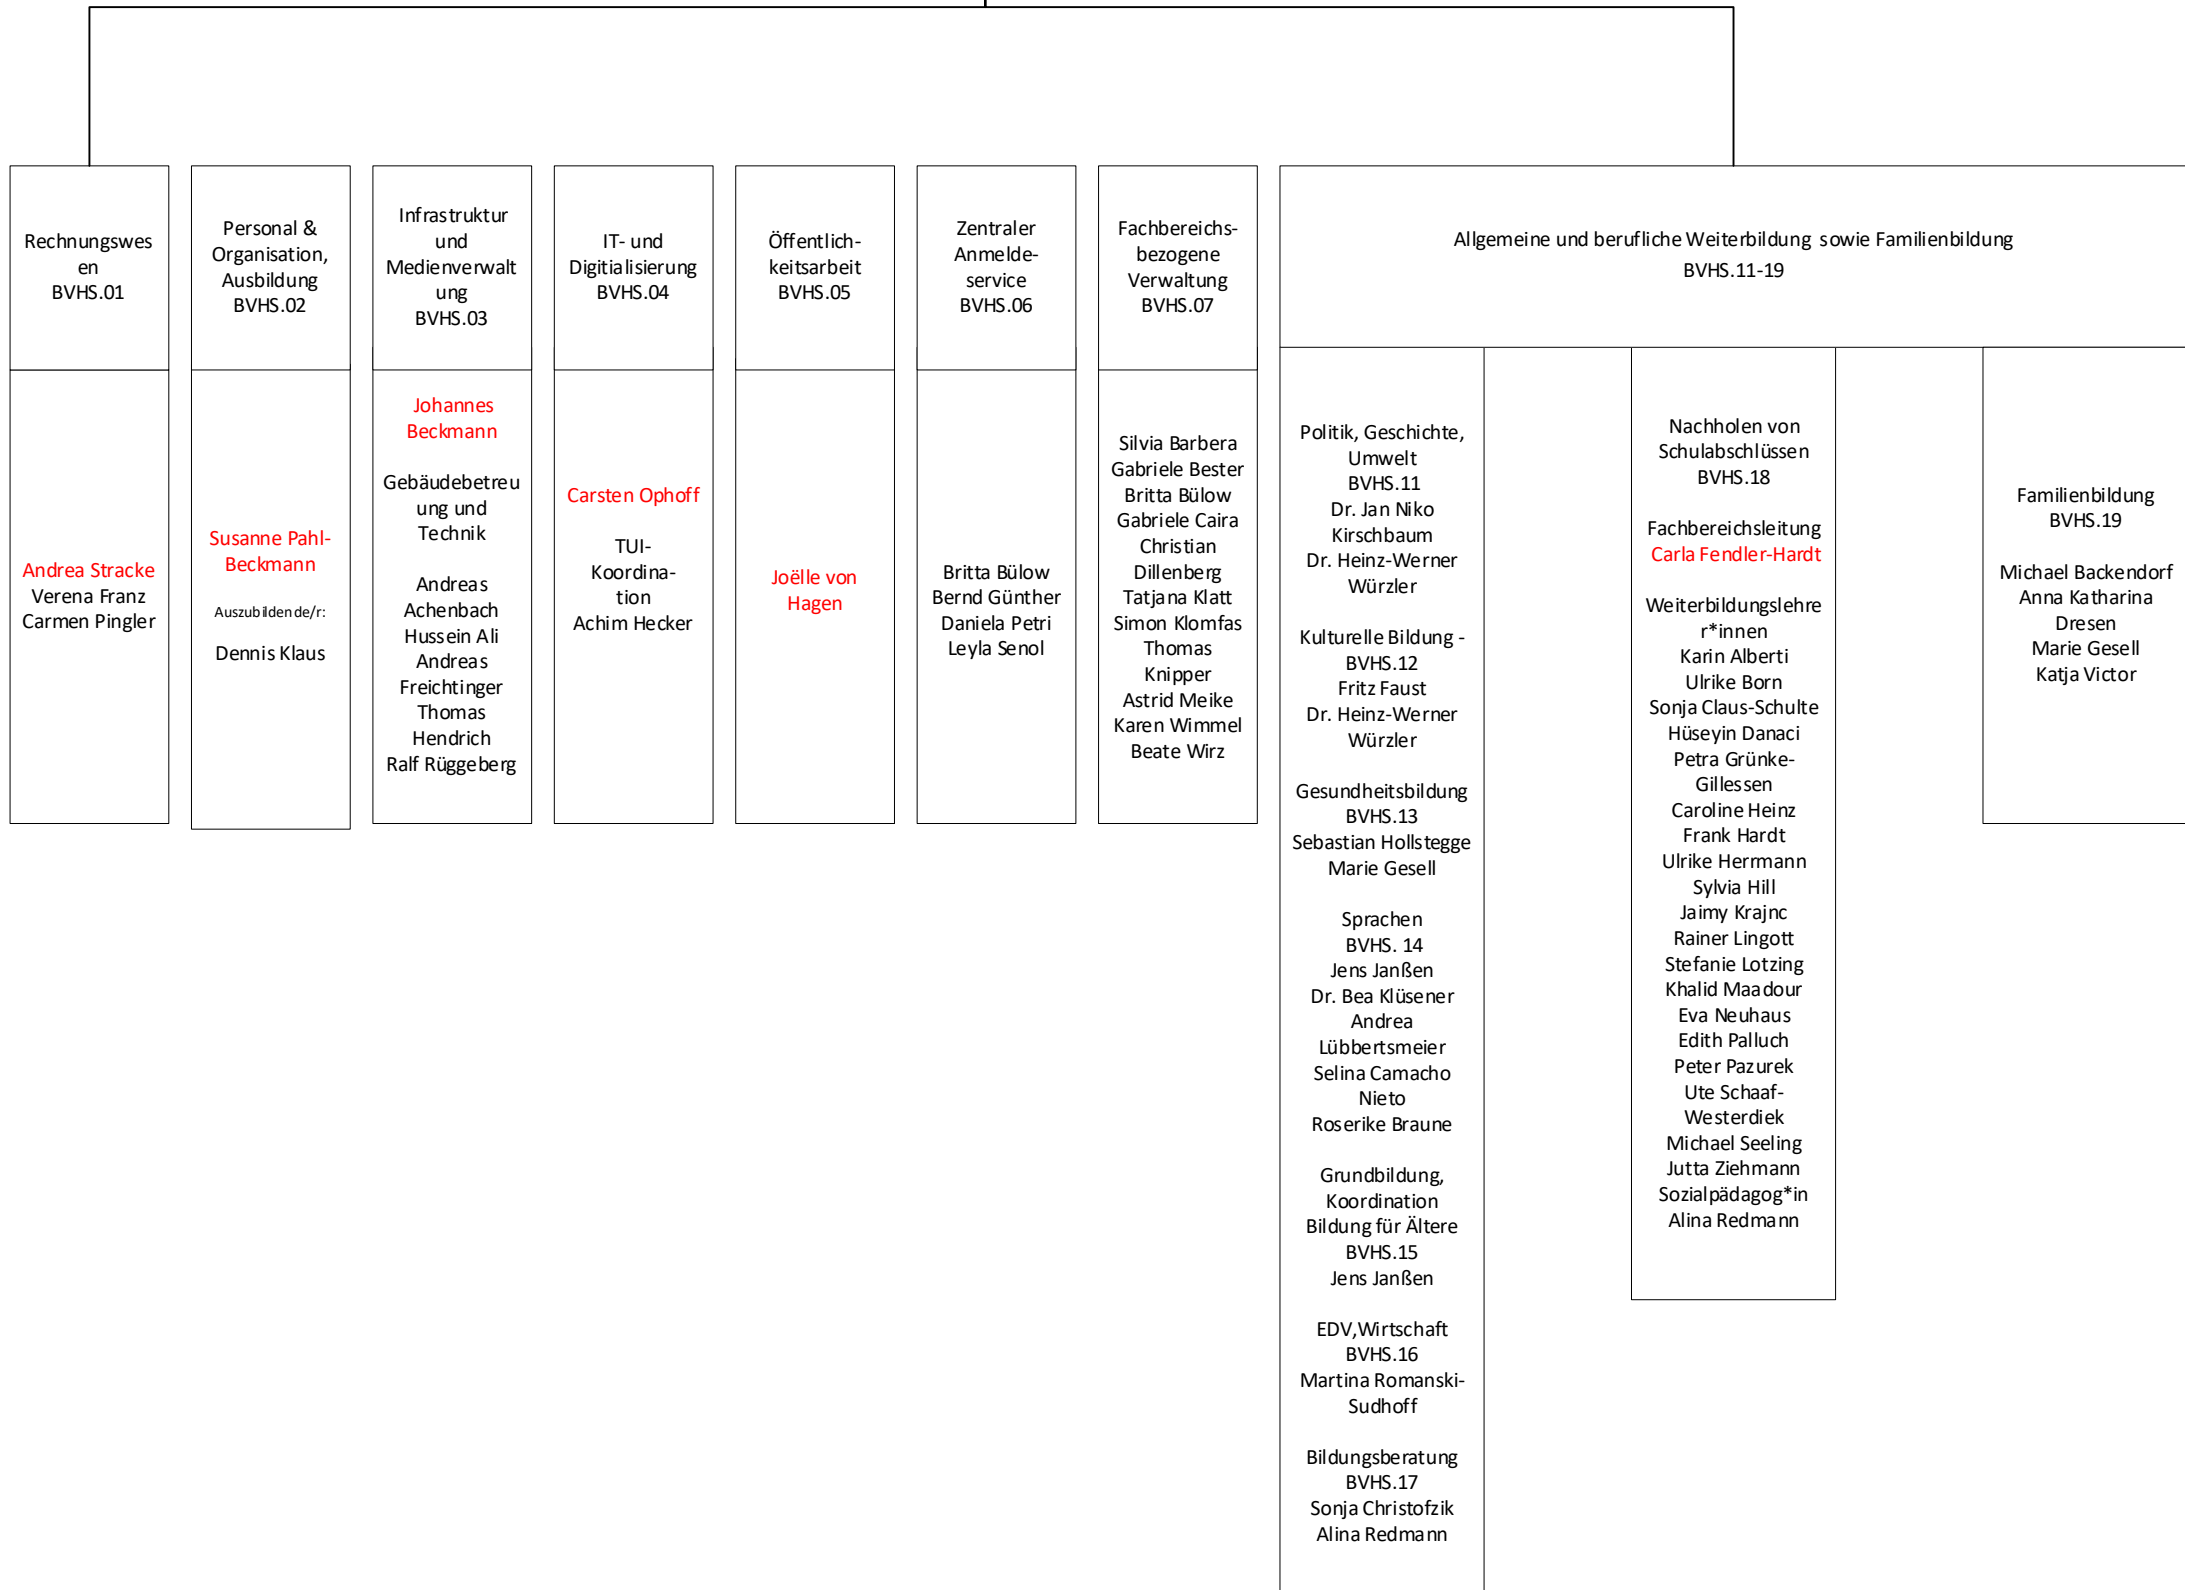 Rechnungswes
en
BVHS.01
Andrea Stracke
Verena Franz
Carmen Pingler
Personal &
Organisation,
Ausbildung
BVHS.02
Susanne Pahl-
Beckmann
Auszubildende/r:
Dennis Klaus
Infrastruktur
und
Medienverwalt
ung
BVHS.03
Johannes
Beckmann
Gebäudebetreu
ung und
Technik
Andreas
Achenbach
Hussein Ali
Andreas
Freichtinger
Thomas
Hendrich
Ralf Rüggeberg
IT- und
Digitialisierung
BVHS.04
Carsten Ophoff
TUI-
Koordina-
tion
Achim Hecker
Öffentlich-
keitsarbeit
BVHS.05
Joëlle von
Hagen
Zentraler
Anmelde-
service
BVHS.06
Britta Bülow
Bernd Günther
Daniela Petri
Leyla Senol
Fachbereichs-
bezogene
Verwaltung
BVHS.07
Silvia Barbera
Gabriele Bester
Britta Bülow
Gabriele Caira
Christian
Dillenberg
Tatjana Klatt
Simon Klomfas
Thomas
Knipper
Astrid Meike
Karen Wimmel
Beate Wirz
Allgemeine und berufliche Weiterbildung sowie Familienbildung
BVHS.11-19
Politik, Geschichte,
Umwelt
BVHS.11
Dr. Jan Niko
Kirschbaum
Dr. Heinz-Werner
Würzler
Kulturelle Bildung -
BVHS.12
Fritz Faust
Dr. Heinz-Werner
Würzler
Gesundheitsbildung
BVHS.13
Sebastian Hollstegge
Marie Gesell
Sprachen
BVHS. 14
Jens Janßen
Dr. Bea Klüsener
Andrea
Lübbertsmeier
Selina Camacho
Nieto
Roserike Braune
Grundbildung,
Koordination
Bildung für Ältere
BVHS.15
Jens Janßen
EDV,Wirtschaft
BVHS.16
Martina Romanski-
Sudhoff
Bildungsberatung
BVHS.17
Sonja Christofzik
Alina Redmann
Nachholen von
Schulabschlüssen
BVHS.18
Fachbereichsleitung
Carla Fendler-Hardt
Weiterbildungslehre
r*innen
Karin Alberti
Ulrike Born
Sonja Claus-Schulte
Hüseyin Danaci
Petra Grünke-
Gillessen
Caroline Heinz
Frank Hardt
Ulrike Herrmann
Sylvia Hill
Jaimy Krajnc
Rainer Lingott
Stefanie Lotzing
Khalid Maadour
Eva Neuhaus
Edith Palluch
Peter Pazurek
Ute Schaaf-
Westerdiek
Michael Seeling
Jutta Ziehmann
Sozialpädagog*in
Alina Redmann
Familienbildung
BVHS.19
Michael Backendorf
Anna Katharina
Dresen
Marie Gesell
Katja Victor